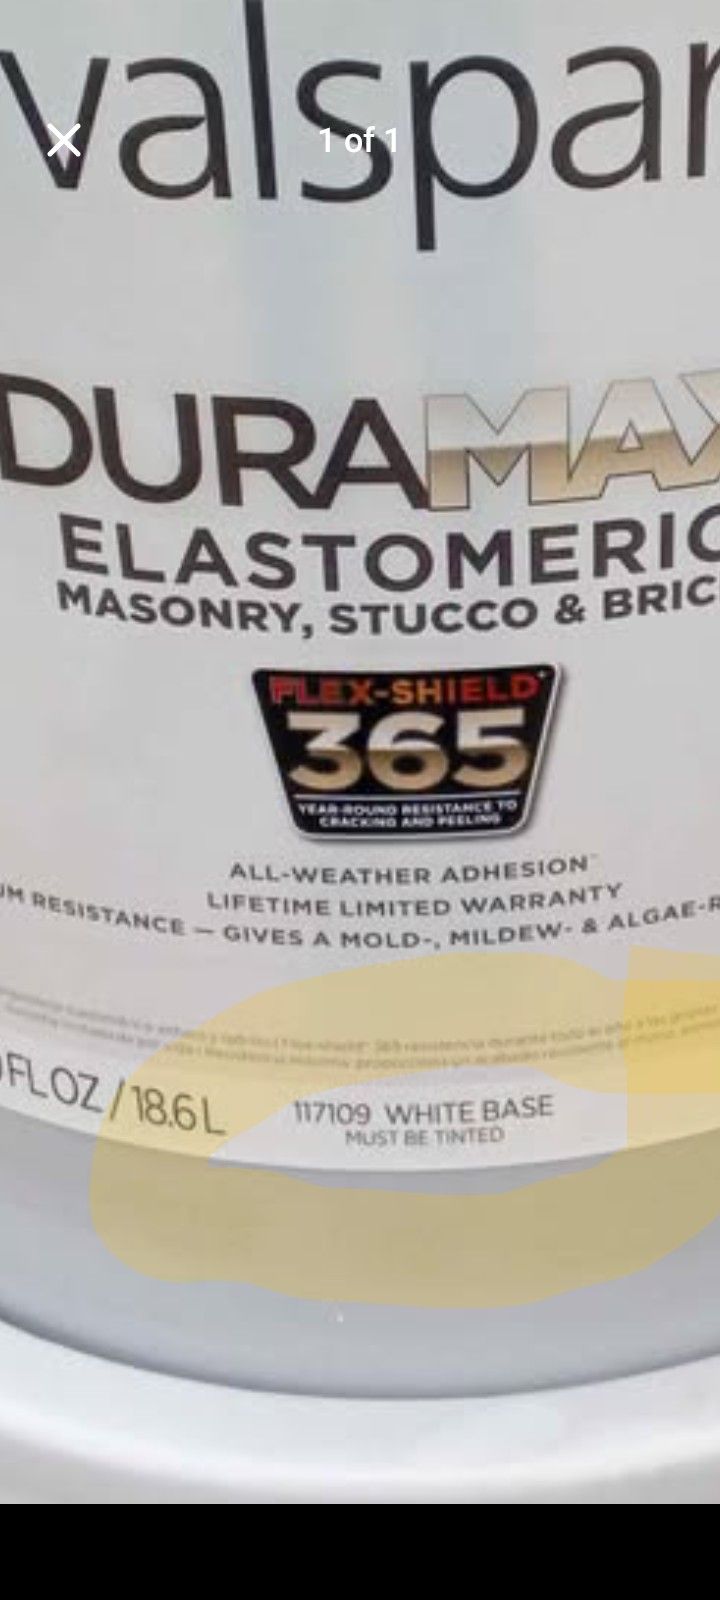 valspar
1 of 1
DURAMAX
ELASTOMERIC
MASONRY, STUCCO & BRIC
FLEX-SHIELD
365
YEAR-ROUND RESISTANCE TO
CRACKING AND PEELING
ALL-WEATHER ADHESION™
LIFETIME LIMITED WARRANTY
UM RESISTANCE — GIVES A MOLD-, MILDEW- & ALGAE-R
FL OZ / 18.6 L
117109 WHITE BASE
MUST BE TINTED